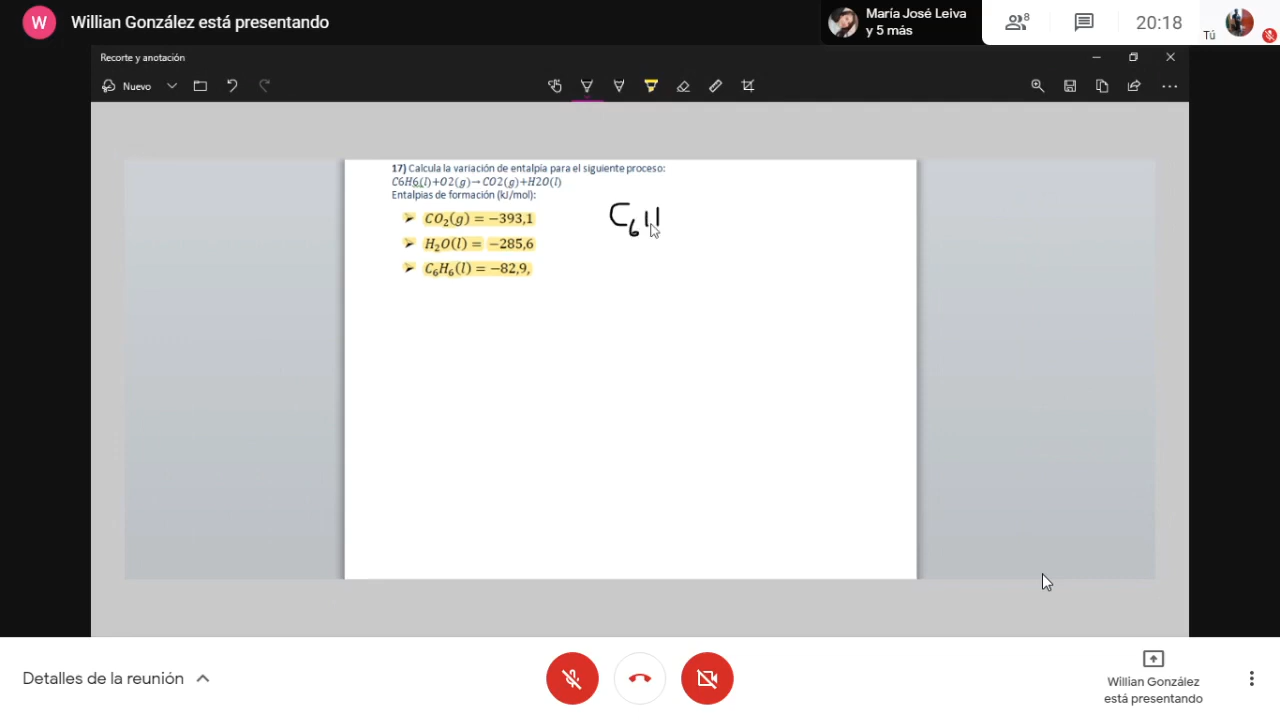 W Willian González está presentando
María José Leiva
y 5 más
8
20:18
Tú
Recorte y anotación
Nuevo
17) Calcula la variación de entalpía para el siguiente proceso:
C6H6(l)+O2(g)→ CO2(g)+H2O(l)
Entalpias de formación (kJ/mol):
➤ CO₂(g) = −393,1
➤ H₂O(l) = −285,6
➤ C₆H₆(l) = −82,9,
C₆
Detalles de la reunión
Willian González
está presentando